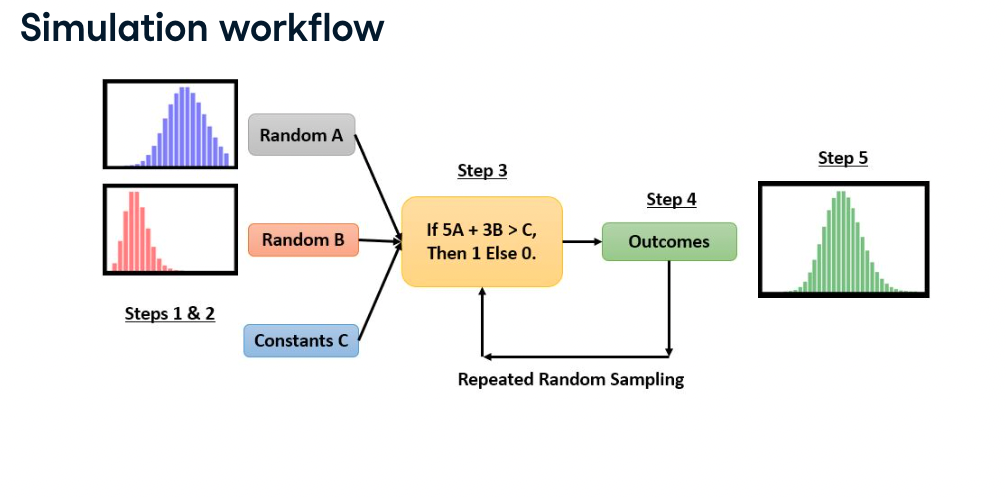 Simulation workflow
Random A
Random B
Constants C
Steps 1 & 2
Step 3
If 5A + 3B > C,
Then 1 Else 0.
Step 4
Outcomes
Repeated Random Sampling
Step 5